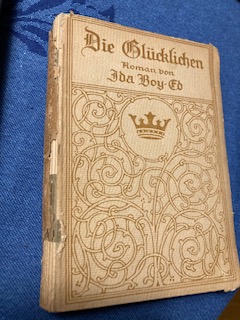 Die Glücklichen
Roman von
Ida Boy-Ed